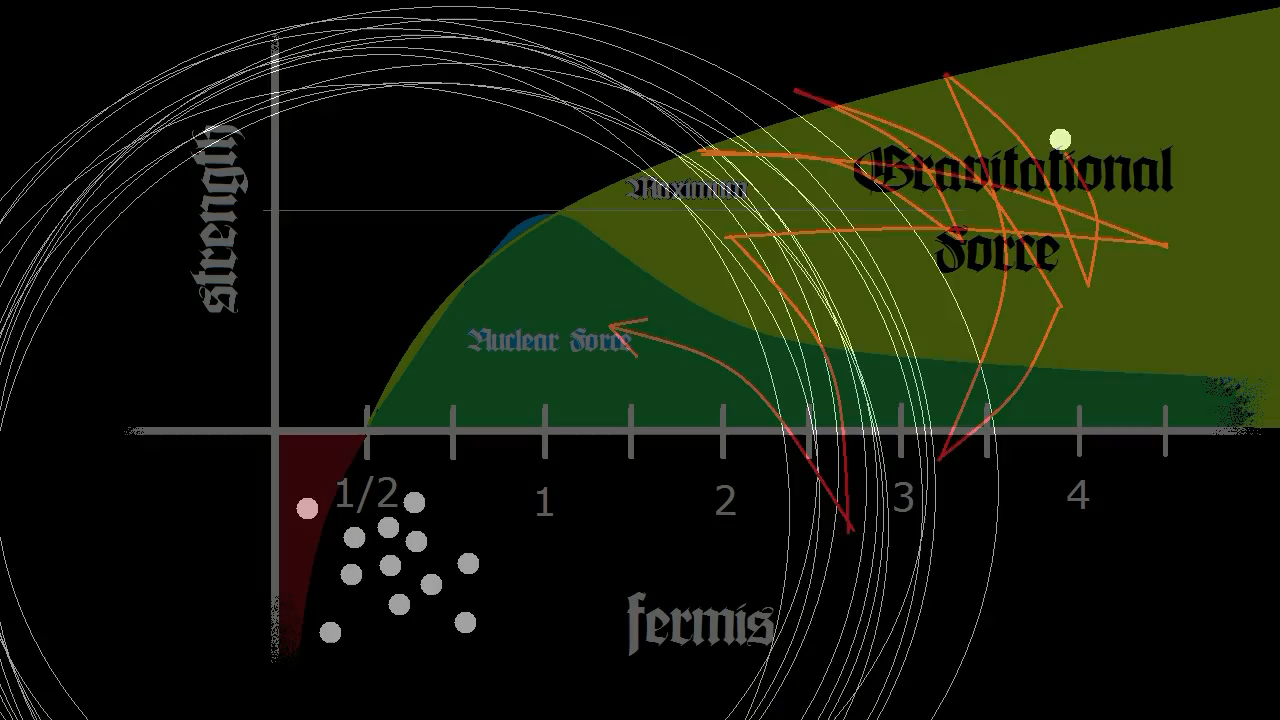 strength
Maximum
Gravitational
Force
Nuclear Force
1/2
1
2
3
4
fermis